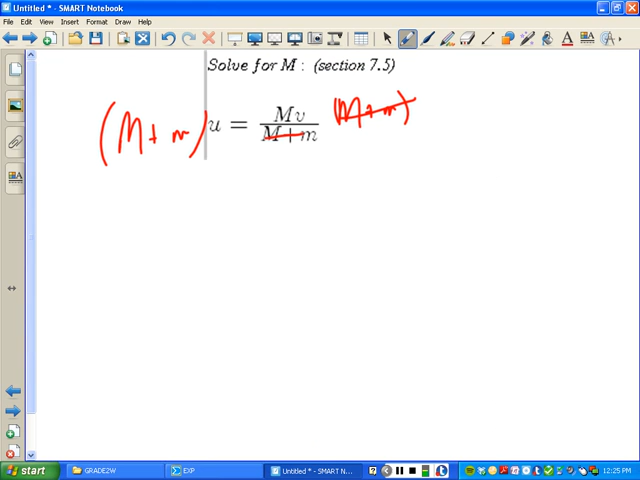 Untitled * - SMART Notebook
File Edit View Insert Format Draw Help
Solve for M : (section 7.5)
(M + m) u = Mv / M + m (M + m)
start GRADE2W EXP Untitled * - SMART N... 12:25 PM